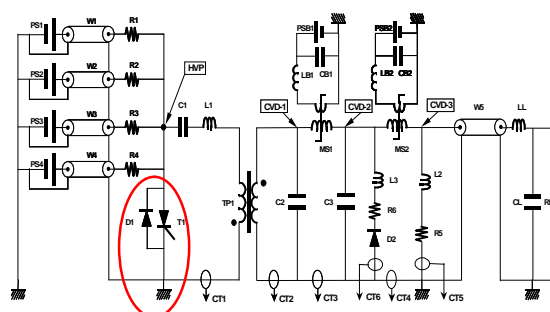 PS1 W1 R1
PS2 W2 R2
PS3 W3 R3
PS4 W4 R4
HVP
C1 L1
D1 T1
TP1
CT1
PSB1
LB1 CB1
CVD-1
MS1
CVD-2
PSB2
LB2 CB2
CVD-3
MS2
C2 C3
L3 L2
R6 R5
D2
W5 LL
CL
CT2 CT3 CT6 CT4 CT5